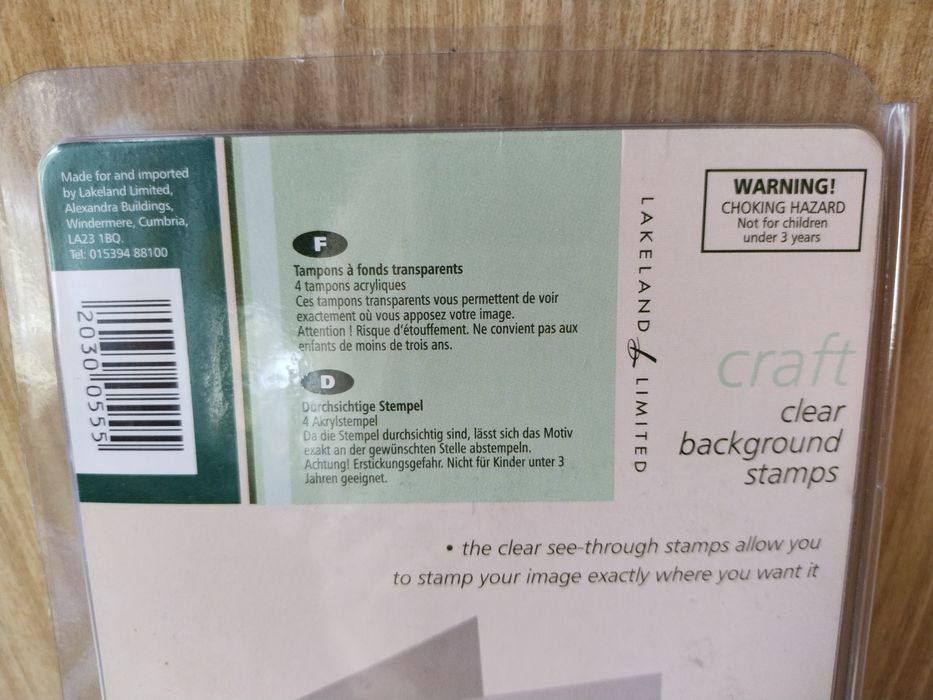 Made for and imported
by Lakeland Limited,
Alexandra Buildings,
Windermere, Cumbria,
LA23 1BQ.
Tel: 015394 88100
20300555
F
Tampons à fonds transparents
4 tampons acryliques
Ces tampons transparents vous permettent de voir
exactement où vous apposez votre image.
Attention ! Risque d'étouffement. Ne convient pas aux
enfants de moins de trois ans.
D
Durchsichtige Stempel
4 Akrylstempel
Da die Stempel durchsichtig sind, lässt sich das Motiv
exakt an der gewünschten Stelle abstempeln.
Achtung! Erstickungsgefahr. Nicht für Kinder unter 3
Jahren geeignet.
LAKELAND LIMITED
WARNING!
CHOKING HAZARD
Not for children
under 3 years
craft
clear
background
stamps
• the clear see-through stamps allow you
to stamp your image exactly where you want it